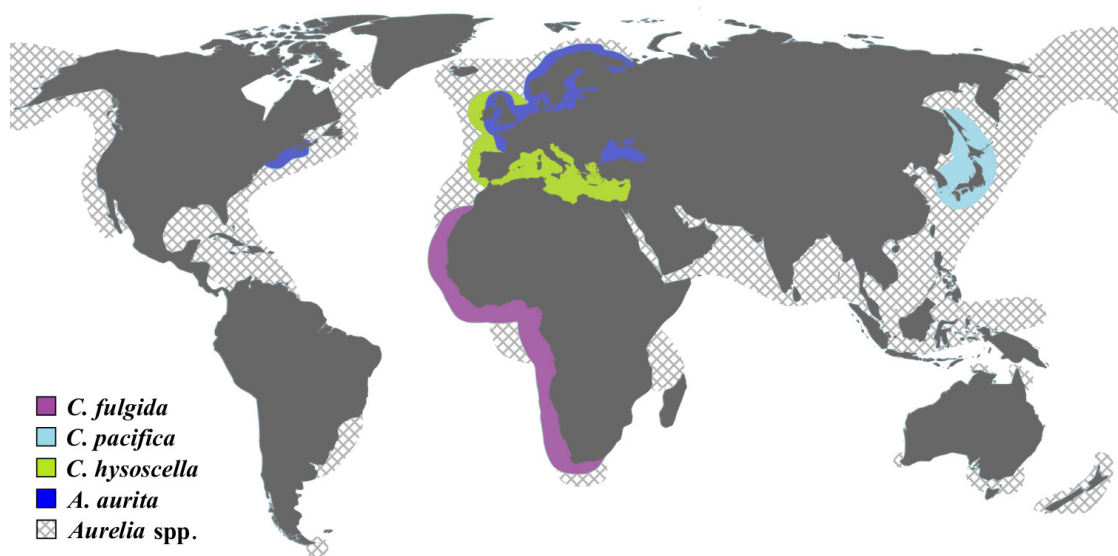 C. fulgida
C. pacifica
C. hysoscella
A. aurita
Aurelia spp.